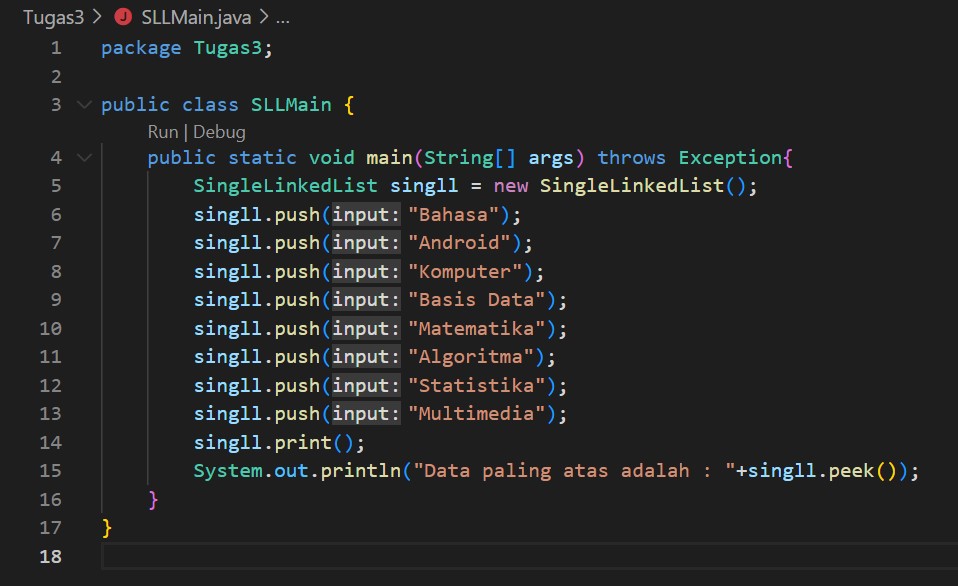 Tugas3 > J SLLMain.java > ...
1 package Tugas3;
2
3 public class SLLMain {
Run | Debug
4 public static void main(String[] args) throws Exception{
5 SingleLinkedList singll = new SingleLinkedList();
6 singll.push(input: "Bahasa");
7 singll.push(input: "Android");
8 singll.push(input: "Komputer");
9 singll.push(input: "Basis Data");
10 singll.push(input: "Matematika");
11 singll.push(input: "Algoritma");
12 singll.push(input: "Statistika");
13 singll.push(input: "Multimedia");
14 singll.print();
15 System.out.println("Data paling atas adalah : "+singll.peek());
16 }
17 }
18